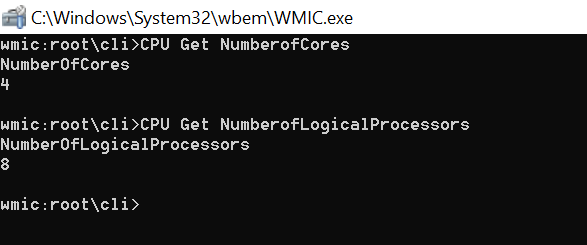 C:\Windows\System32\wbem\WMIC.exe
wmic:root\cli>CPU Get NumberofCores
NumberOfCores
4
wmic:root\cli>CPU Get NumberofLogicalProcessors
NumberOfLogicalProcessors
8
wmic:root\cli>